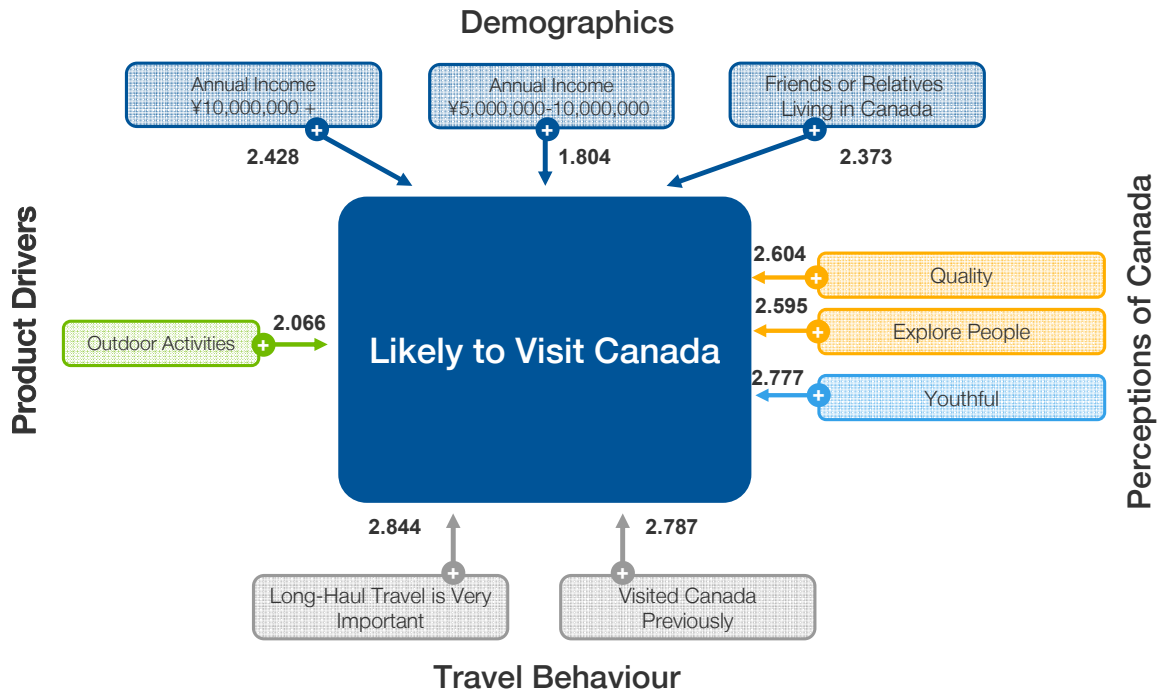 Demographics
Annual Income
¥10,000,000 +
Annual Income
¥5,000,000-10,000,000
Friends or Relatives
Living in Canada
2.428
1.804
2.373
Product Drivers
Outdoor Activities
2.066
Likely to Visit Canada
2.604
Quality
2.595
Explore People
2.777
Youthful
Perceptions of Canada
2.844
2.787
Long-Haul Travel is Very
Important
Visited Canada
Previously
Travel Behaviour